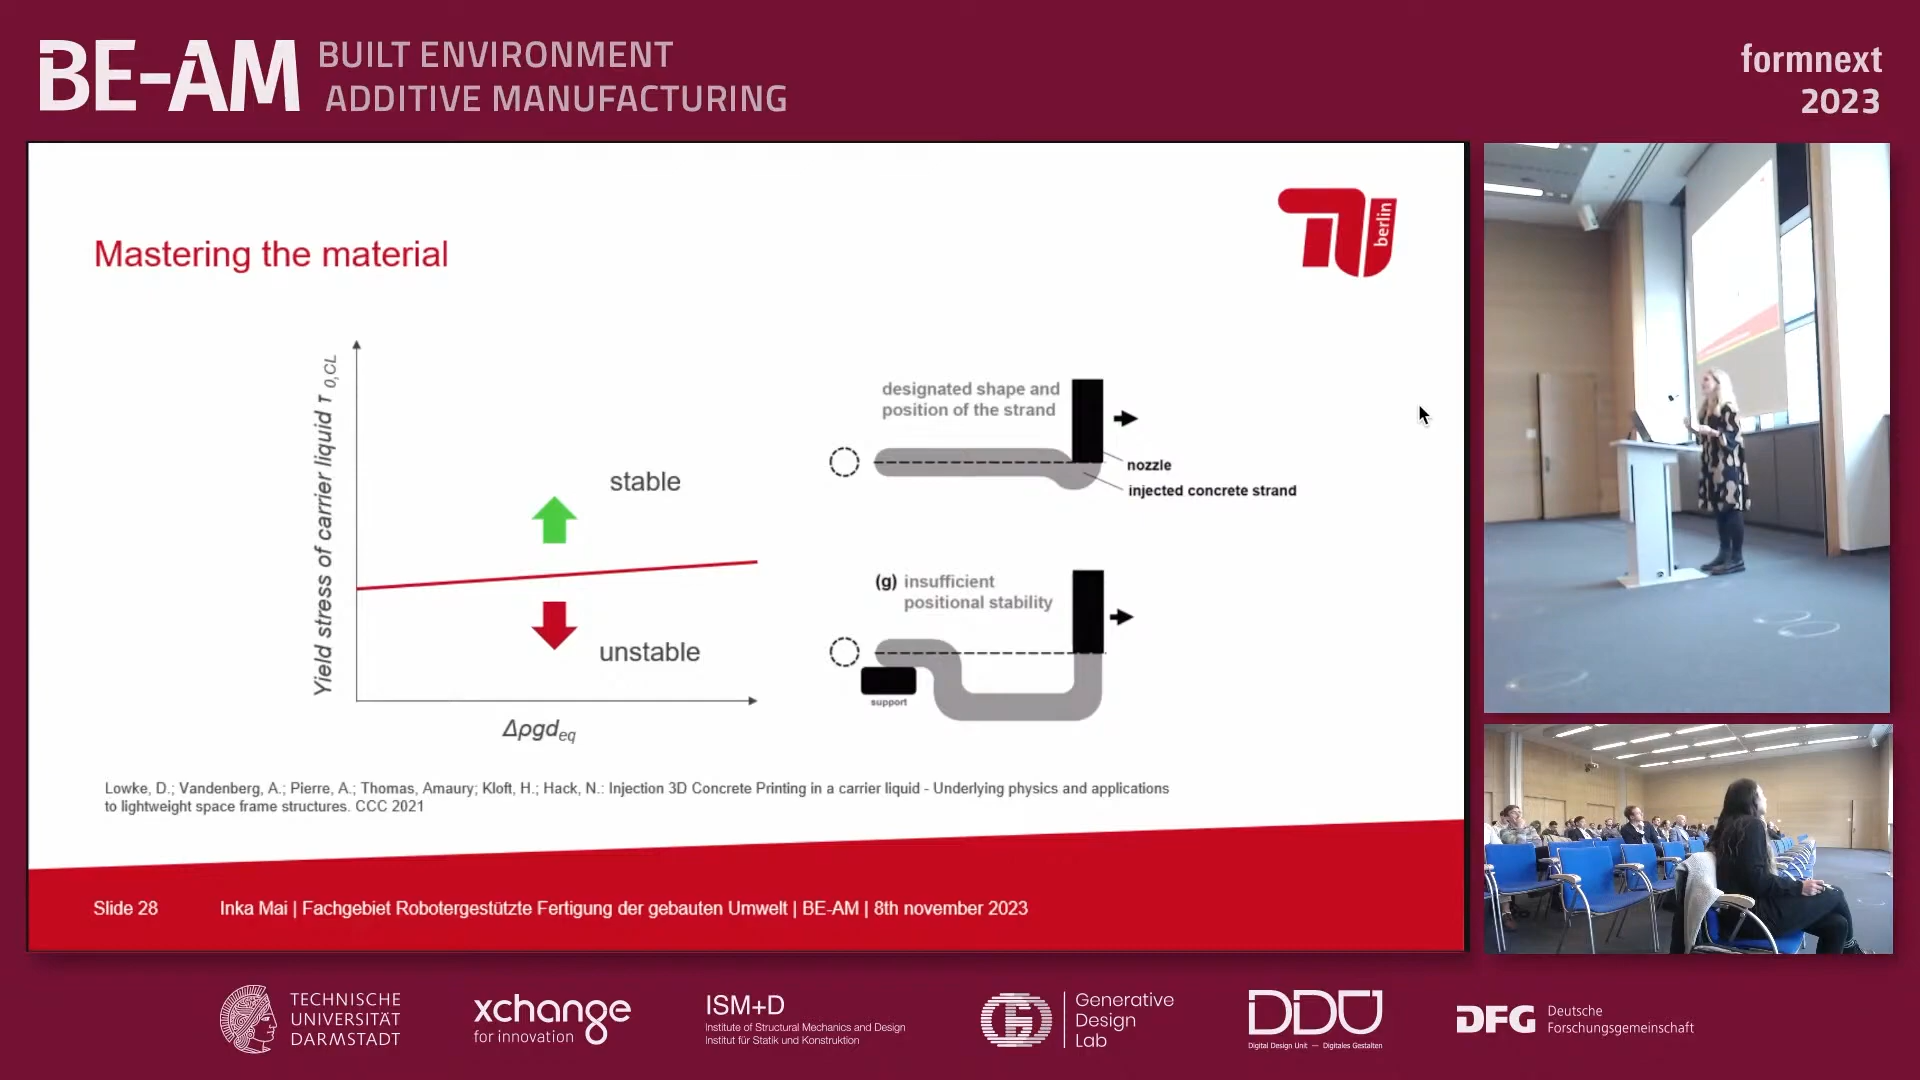 BE-AM
BUILT ENVIRONMENT
ADDITIVE MANUFACTURING
formnext
2023
Mastering the material
berlin
Yield stress of carrier liquid τ 0,CL
stable
unstable
Δρgdeq
designated shape and
position of the strand
nozzle
injected concrete strand
(g) insufficient
positional stability
support
Lowke, D.; Vandenberg, A.; Pierre, A.; Thomas, Amaury; Kloft, H.; Hack, N.: Injection 3D Concrete Printing in a carrier liquid - Underlying physics and applications
to lightweight space frame structures. CCC 2021
Slide 28
Inka Mai | Fachgebiet Robotergestützte Fertigung der gebauten Umwelt | BE-AM | 8th november 2023
TECHNISCHE
UNIVERSITÄT
DARMSTADT
xchange
for innovation
ISM+D
Institute of Structural Mechanics and Design
Institut für Statik und Konstruktion
Generative
Design
Lab
DDU
Digital Design Unit — Digitales Gestalten
DFG
Deutsche
Forschungsgemeinschaft